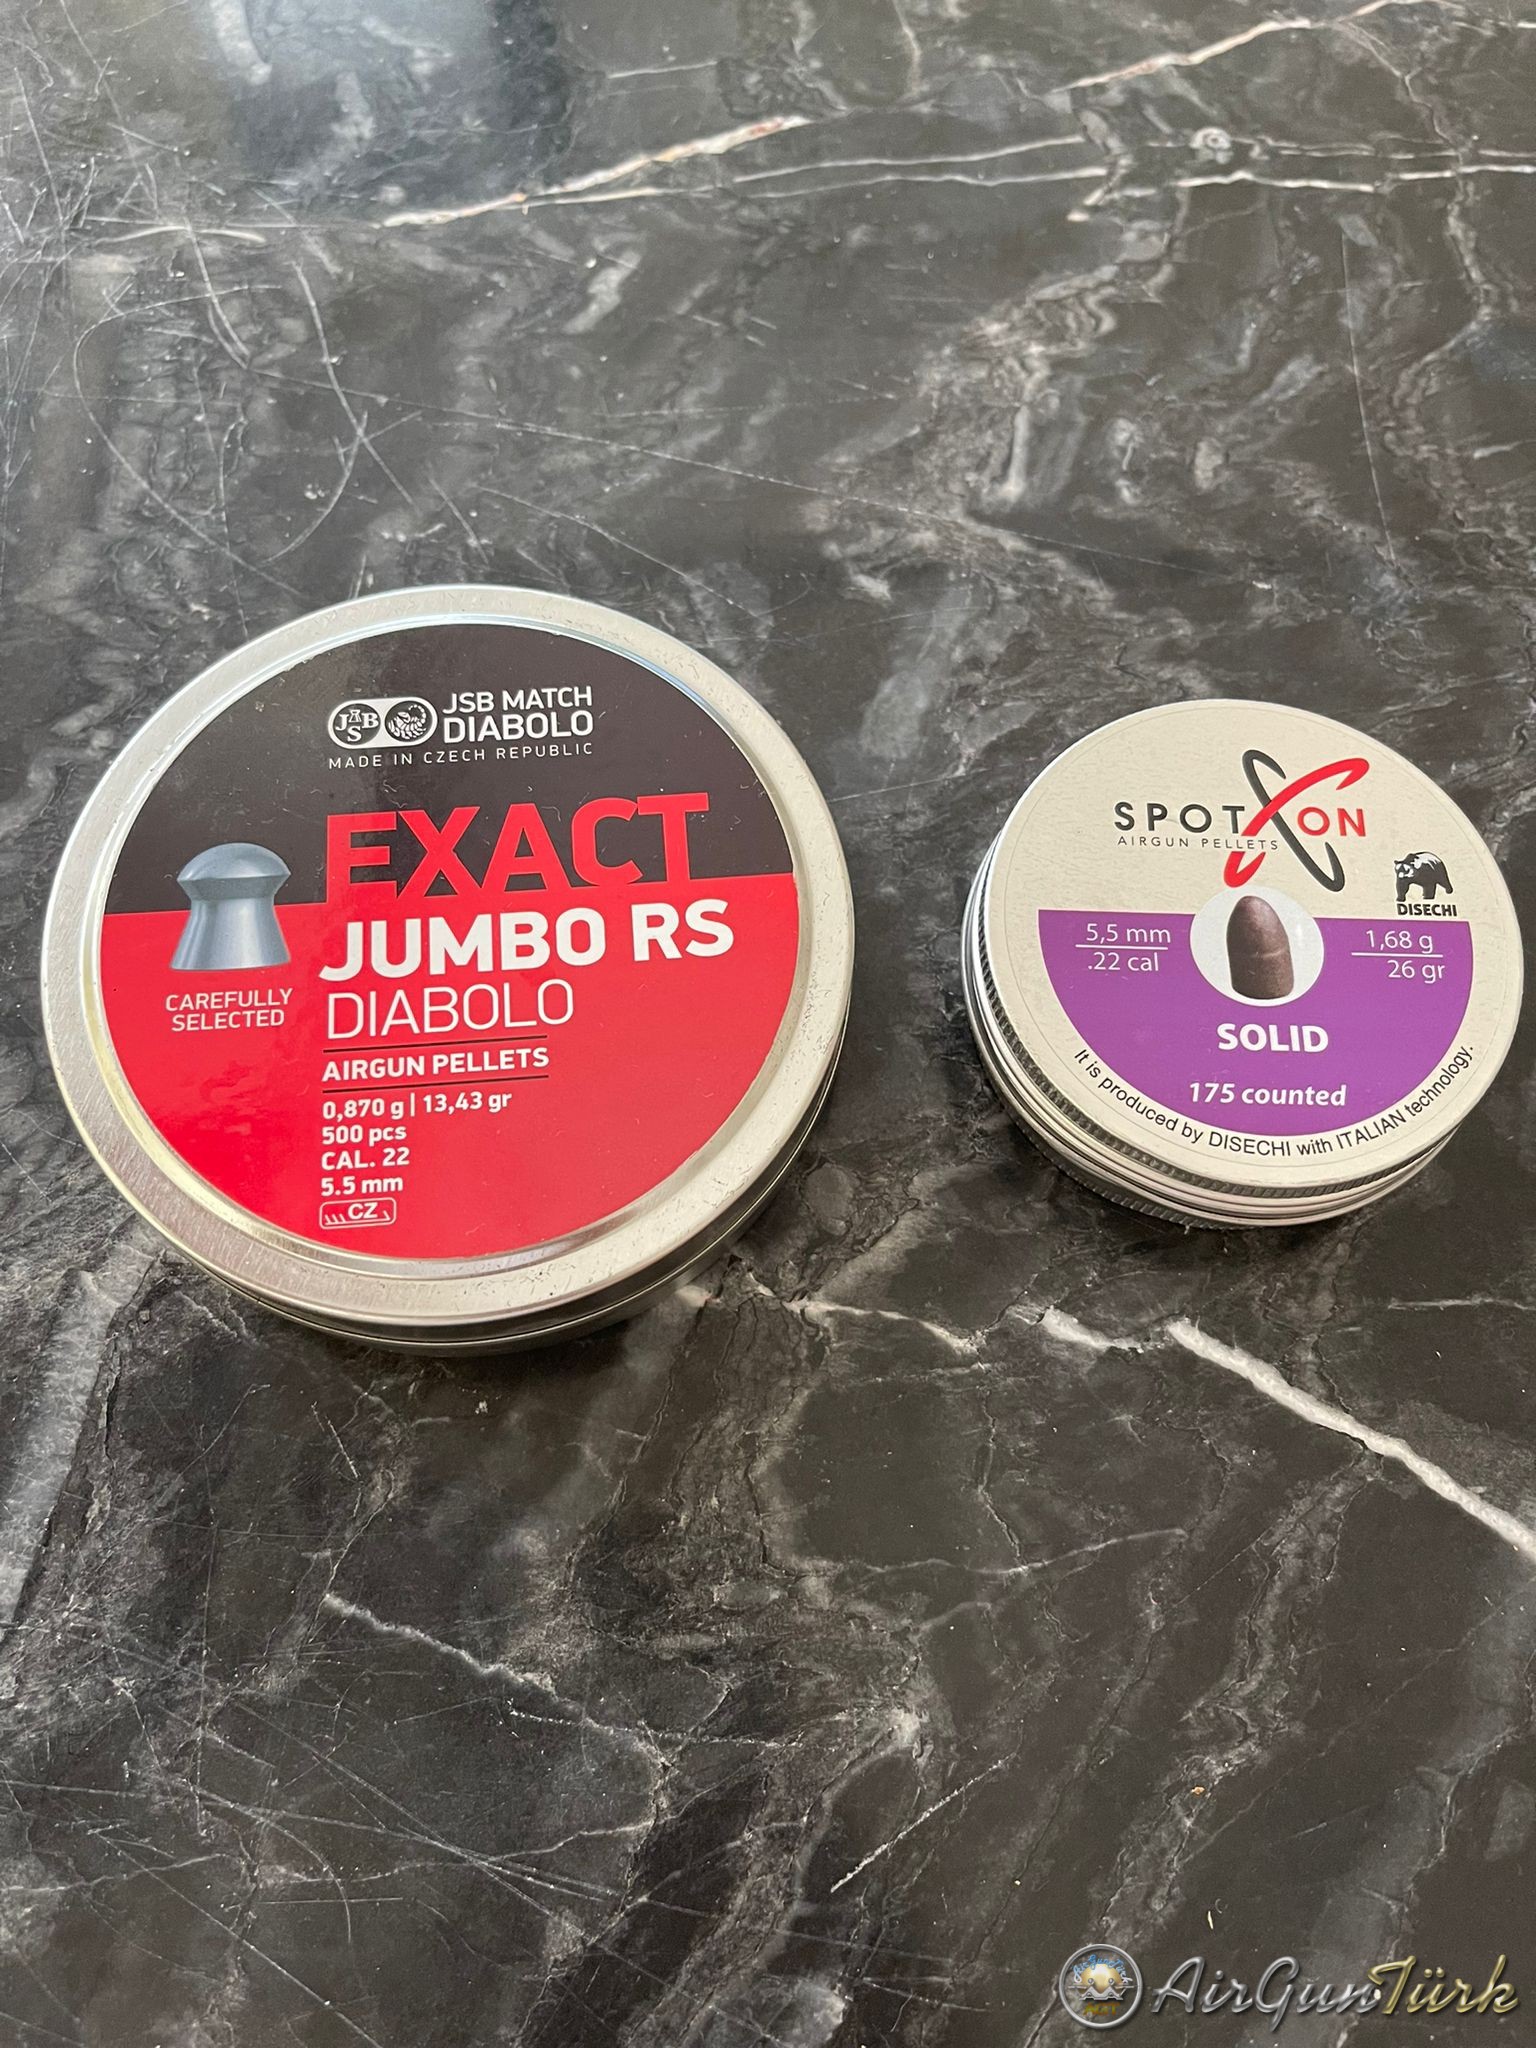 JSB
JSB MATCH
DIABOLO
MADE IN CZECH REPUBLIC
EXACT
JUMBO RS
DIABOLO
CAREFULLY
SELECTED
AIRGUN PELLETS
0,870 g | 13,43 gr
500 pcs
CAL. 22
5.5 mm
CZ
SPOT ON
AIRGUN PELLETS
DISECHI
5,5 mm
.22 cal
1,68 g
26 gr
SOLID
175 counted
It is produced by DISECHI with ITALIAN technology.
AirGunTürk